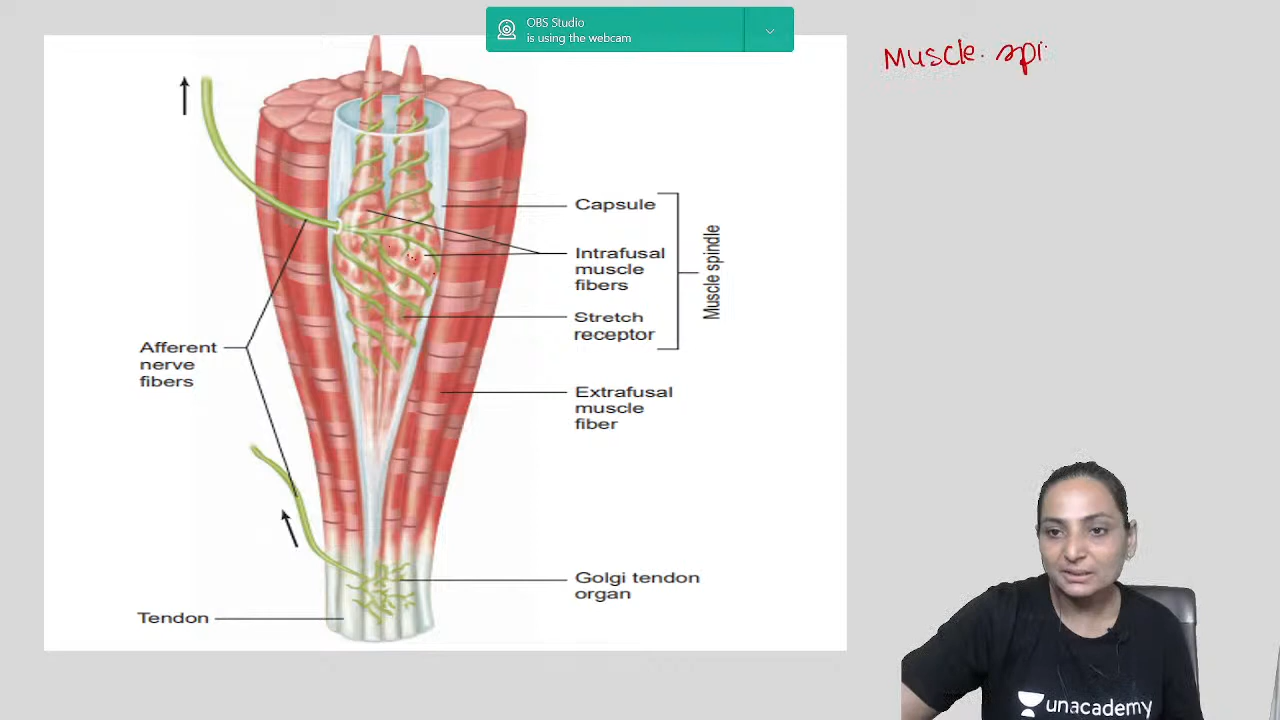 OBS Studio
is using the webcam
Muscle spi
Capsule
Intrafusal
muscle
fibers
Muscle spindle
Stretch
receptor
Afferent
nerve
fibers
Extrafusal
muscle
fiber
Golgi tendon
organ
Tendon
unacademy